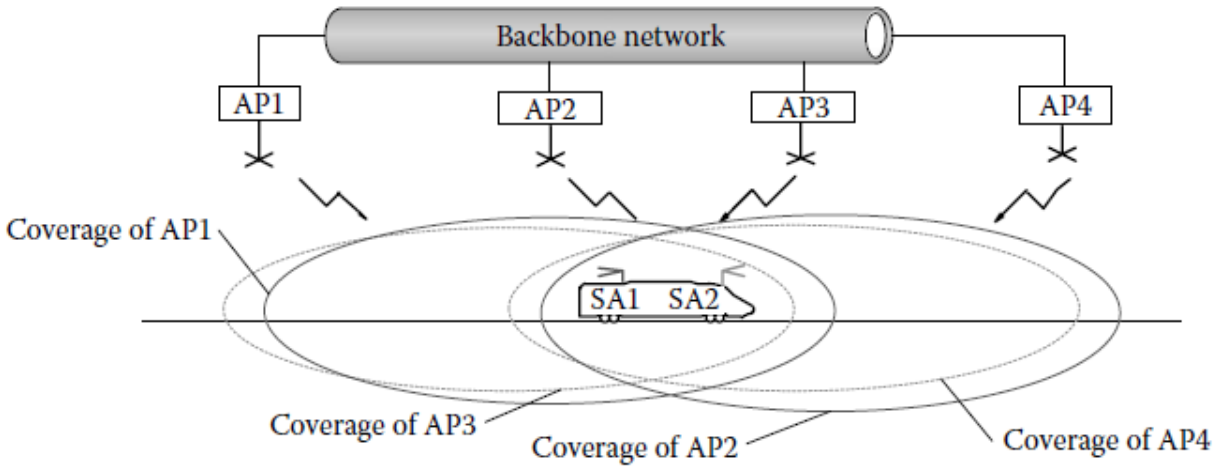 Backbone network
AP1
AP2
AP3
AP4
Coverage of AP1
SA1 SA2
Coverage of AP3
Coverage of AP2
Coverage of AP4